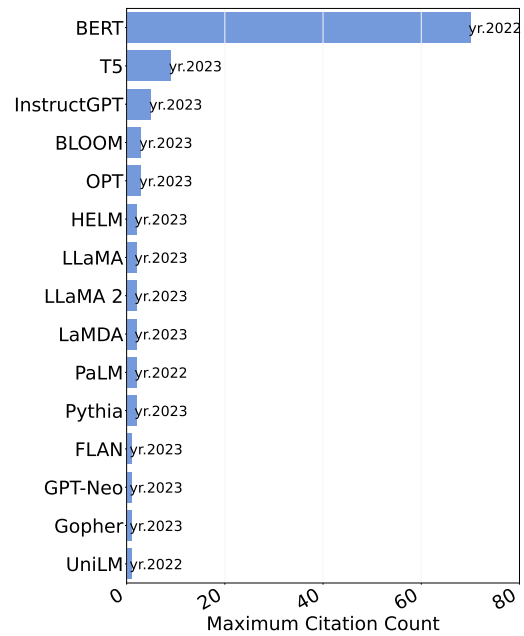 BERT yr.2022
T5 yr.2023
InstructGPT yr.2023
BLOOM yr.2023
OPT yr.2023
HELM yr.2023
LLaMA yr.2023
LLaMA 2 yr.2023
LaMDA yr.2023
PaLM yr.2022
Pythia yr.2023
FLAN yr.2023
GPT-Neo yr.2023
Gopher yr.2023
UniLM yr.2022
0 20 40 60 80
Maximum Citation Count